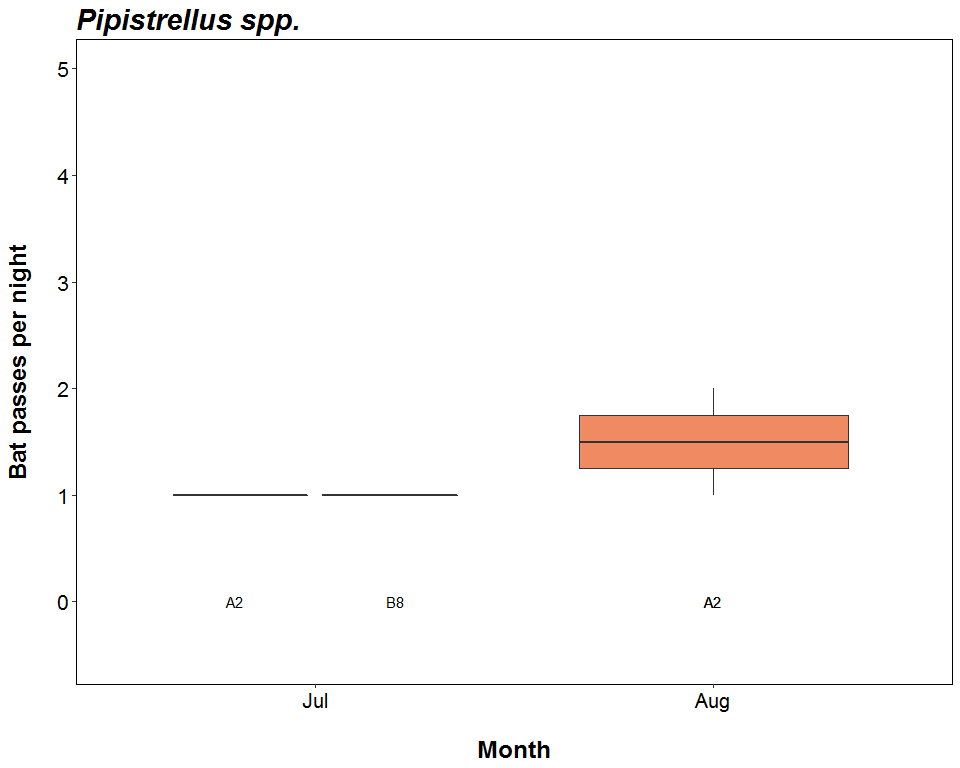 Pipistrellus spp.
Bat passes per night
5
4
3
2
1
0
A2 B8 A2
Jul Aug
Month